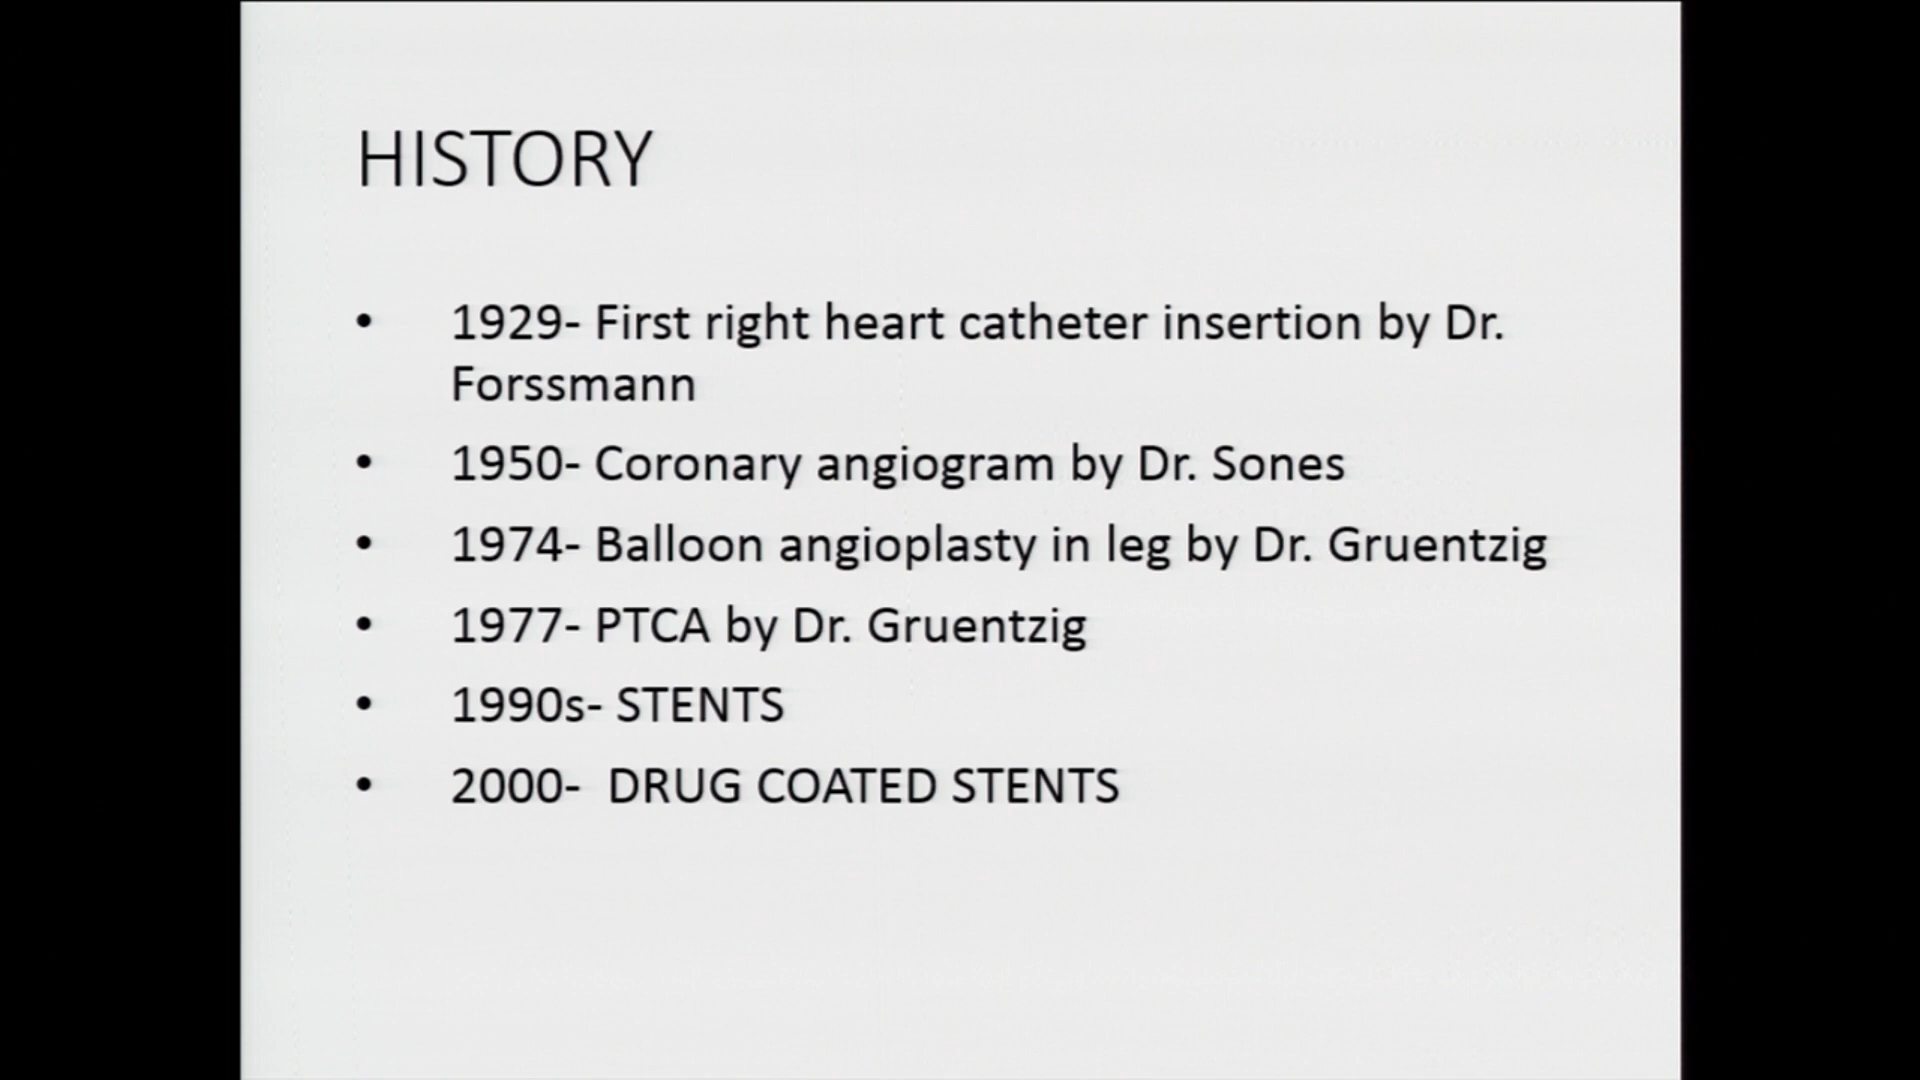 HISTORY
• 1929- First right heart catheter insertion by Dr.
Forssmann
• 1950- Coronary angiogram by Dr. Sones
• 1974- Balloon angioplasty in leg by Dr. Gruentzig
• 1977- PTCA by Dr. Gruentzig
• 1990s- STENTS
• 2000-  DRUG COATED STENTS